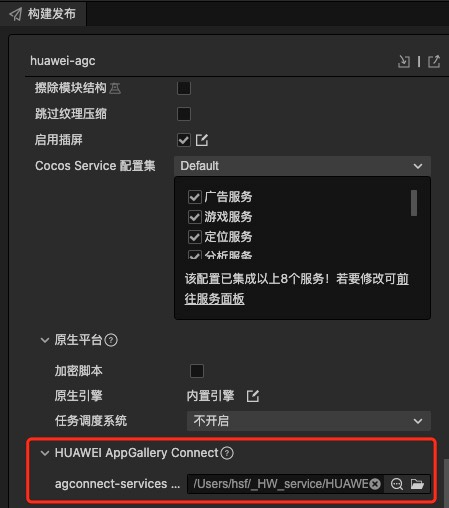 构建发布
huawei-agc
擦除模块结构
跳过纹理压缩
启用插屏
Cocos Service 配置集 Default
广告服务
游戏服务
定位服务
分析服务
该配置已集成以上8个服务！若要修改可前
往服务面板
原生平台
加密脚本
原生引擎 内置引擎
任务调度系统 不开启
HUAWEI AppGallery Connect
agconnect-services ... /Users/hsf/_HW_service/HUAWE